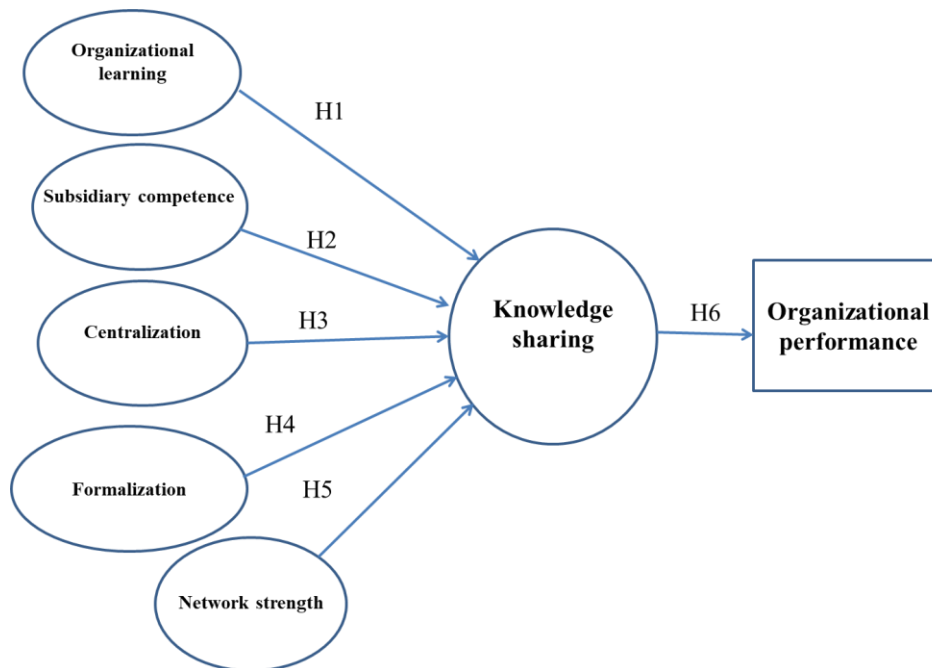 Organizational
learning
H1
Subsidiary competence
H2
Centralization
H3
Knowledge
sharing
H6
Organizational
performance
H4
Formalization
H5
Network strength